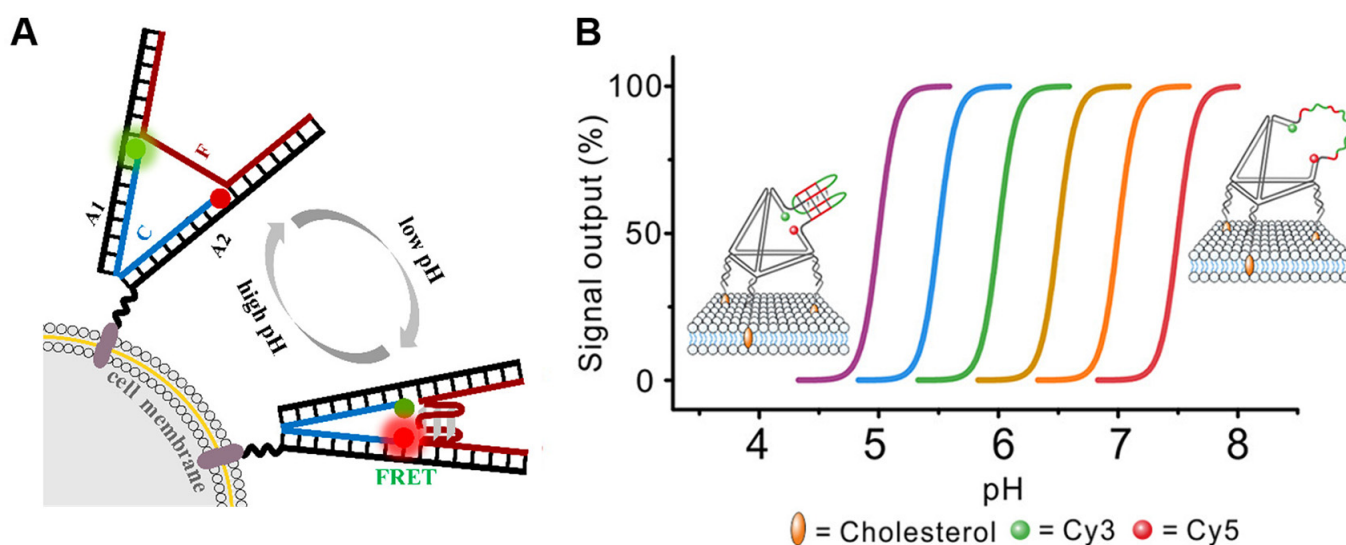 A
A1
C
F
A2
low pH
high pH
cell membrane
FRET
B
Signal output (%)
100
50
0
4 5 6 7 8
pH
= Cholesterol = Cy3 = Cy5